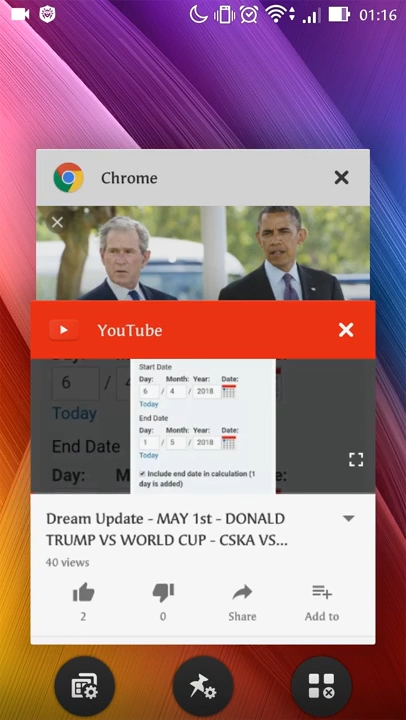 01:16
Chrome
YouTube
6 / 4
Today
End Date
Day: M
e:
Start Date
Day: Month: Year: Date:
6 / 4 / 2018
Today
End Date
Day: Month: Year: Date:
1 / 5 / 2018
Today
Include end date in calculation (1
day is added)
Dream Update - MAY 1st - DONALD
TRUMP VS WORLD CUP - CSKA VS...
40 views
2
0
Share
Add to